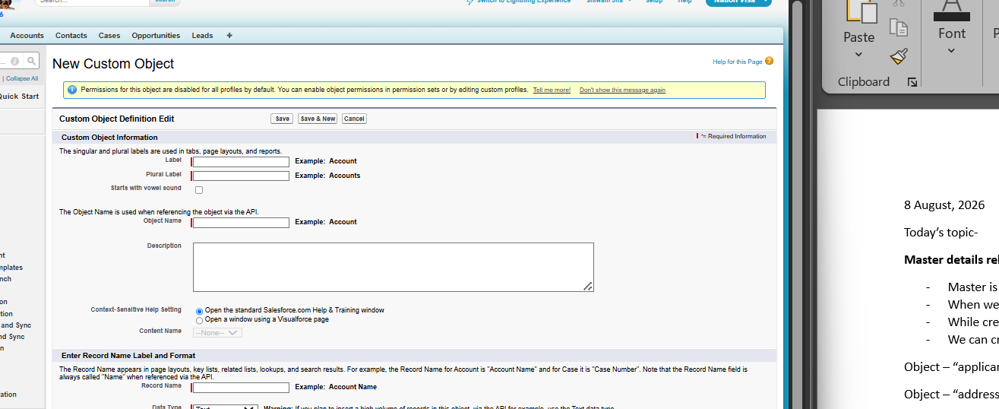 Search...
Search
Switch to Lightning Experience
Setup
Help
Nation Visa
Accounts Contacts Cases Opportunities Leads +
| Collapse All
Quick Start
New Custom Object
Help for this Page
Permissions for this object are disabled for all profiles by default. You can enable object permissions in permission sets or by editing custom profiles. Tell me more! Don't show this message again
Custom Object Definition Edit
Save
Save & New
Cancel
Custom Object Information
= Required Information
The singular and plural labels are used in tabs, page layouts, and reports.
Label
Example: Account
Plural Label
Example: Accounts
Starts with vowel sound
The Object Name is used when referencing the object via the API.
Object Name
Example: Account
Description
Context-Sensitive Help Setting
Open the standard Salesforce.com Help & Training window
Open a window using a Visualforce page
Content Name
--None--
Enter Record Name Label and Format
The Record Name appears in page layouts, key lists, related lists, lookups, and search results. For example, the Record Name for Account is "Account Name" and for Case it is "Case Number". Note that the Record Name field is
always called "Name" when referenced via the API.
Record Name
Example: Account Name
Data Type
Text
Warning: If you plan to insert a high volume of records in this object, via the API for example, use the Text data type.
nt
mplates
nch
on
tion
and Sync
nd Sync
n
ration
Paste
Font
Clipboard
8 August, 2026
Today's topic-
Master details rel
- Master is
- When we
- While cre
- We can cr
Object – "applican
Object – "address